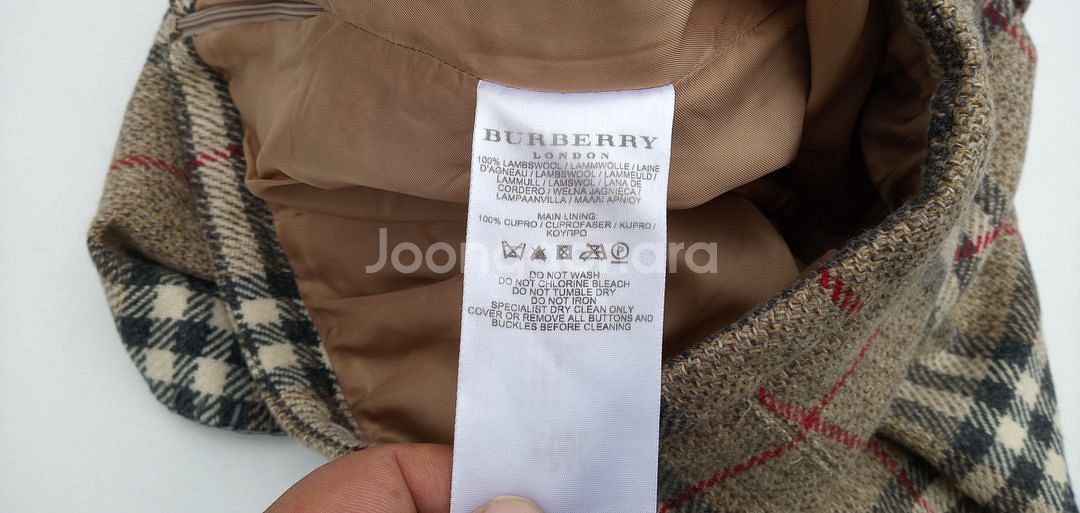 BURBERRY
LONDON
100% LAMBSWOOL / LAMMWOLLE / LAINE
D'AGNEAU / LAMBSWOOL / LAMEULD /
LAMMULL / LAMSWOL / LANA DE
CORDERO / WEŁNA JAGNIĘCA /
LAMPAANVILLA / ΜΑΛΛΙ ΑΡΝΙΟΥ
MAIN LINING:
100% CUPRO / CUPROFASER / KUPRO /
ΚΟΥΠΡΟ
P
DO NOT WASH
DO NOT CHLORINE BLEACH
DO NOT TUMBLE DRY
DO NOT IRON
SPECIALIST DRY CLEAN ONLY
COVER OR REMOVE ALL BUTTONS AND
BUCKLES BEFORE CLEANING